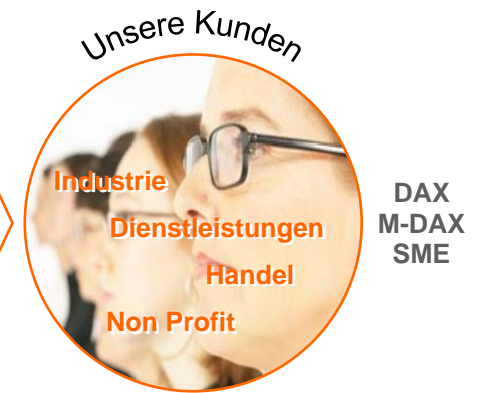 Unsere Kunden
Industrie
Dienstleistungen
Handel
Non Profit
DAX
M-DAX
SME